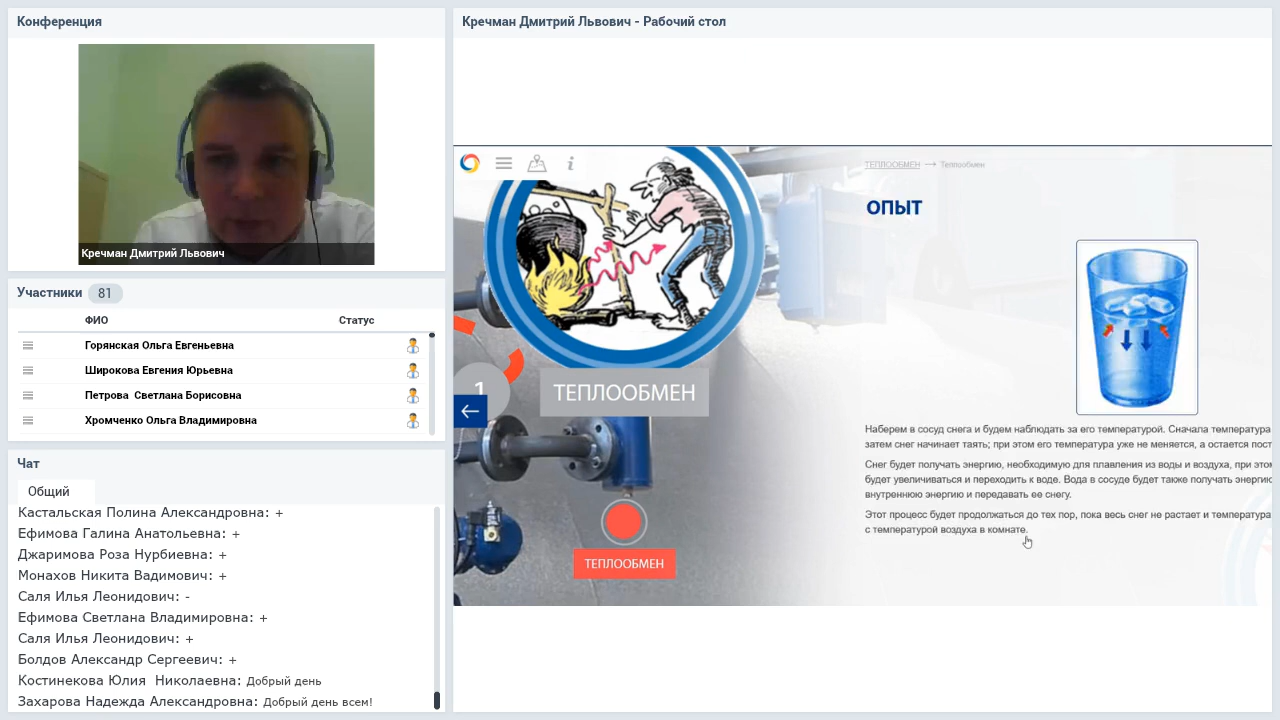 Конференция
Кречман Дмитрий Львович
Участники 81
ФИО Статус
Горянская Ольга Евгеньевна
Широкова Евгения Юрьевна
Петрова Светлана Борисовна
Хромченко Ольга Владимировна
Чат
Общий
Кастальская Полина Александровна: +
Ефимова Галина Анатольевна: +
Джаримова Роза Нурбиевна: +
Монахов Никита Вадимович: +
Саля Илья Леонидович: -
Ефимова Светлана Владимировна: +
Саля Илья Леонидович: +
Болдов Александр Сергеевич: +
Костинекова Юлия Николаевна: Добрый день
Захарова Надежда Александровна: Добрый день всем!
Кречман Дмитрий Львович - Рабочий стол
i
1
ТЕПЛООБМЕН
ТЕПЛООБМЕН
ТЕПЛООБМЕН → Теплообмен
ОПЫТ
Наберем в сосуд снега и будем наблюдать за его температурой. Сначала температура
затем снег начинает таять; при этом его температура уже не меняется, а остается пост
Снег будет получать энергию, необходимую для плавления из воды и воздуха, при этом
будет увеличиваться и переходить к воде. Вода в сосуде будет также получать энергию
внутреннюю энергию и передавать ее снегу.
Этот процесс будет продолжаться до тех пор, пока весь снег не растает и температура
с температурой воздуха в комнате.